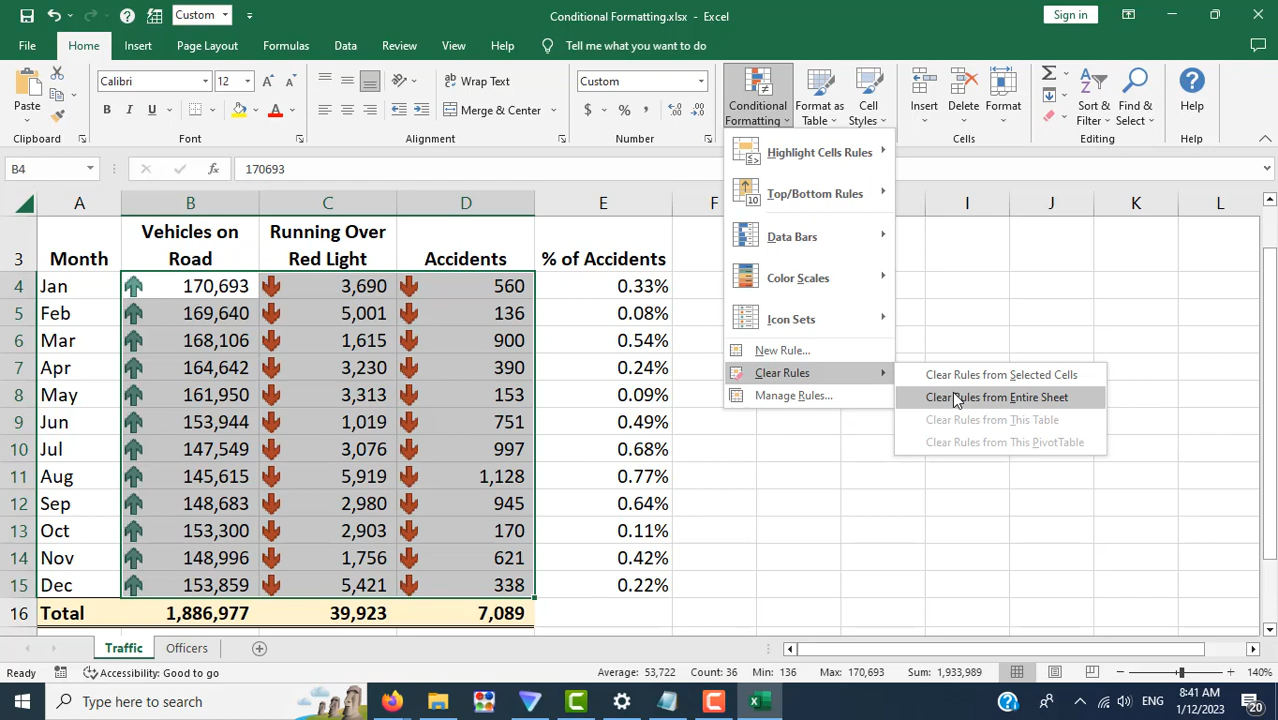 Custom
Conditional Formatting.xlsx - Excel
Sign in
File Home Insert Page Layout Formulas Data Review View Help Tell me what you want to do
Paste
Calibri 12
B I U
Wrap Text
Merge & Center
Custom
$ % ,
Conditional Formatting
Format as Table
Cell Styles
Insert Delete Format
Sort & Filter
Find & Select
Help
Clipboard Font Alignment Number Cells Editing Help
B4 fx 170693
Highlight Cells Rules
Top/Bottom Rules
Data Bars
Color Scales
Icon Sets
New Rule...
Clear Rules
Manage Rules...
Clear Rules from Selected Cells
Clear Rules from Entire Sheet
Clear Rules from This Table
Clear Rules from This PivotTable
A B C D E F I J K L
3 Month Vehicles on Road Running Over Red Light Accidents % of Accidents
4 Jan 170,693 3,690 560 0.33%
5 Feb 169,640 5,001 136 0.08%
6 Mar 168,106 1,615 900 0.54%
7 Apr 164,642 3,230 390 0.24%
8 May 161,950 3,313 153 0.09%
9 Jun 153,944 1,019 751 0.49%
10 Jul 147,549 3,076 997 0.68%
11 Aug 145,615 5,919 1,128 0.77%
12 Sep 148,683 2,980 945 0.64%
13 Oct 153,300 2,903 170 0.11%
14 Nov 148,996 1,756 621 0.42%
15 Dec 153,859 5,421 338 0.22%
16 Total 1,886,977 39,923 7,089
Traffic Officers
Ready Accessibility: Good to go Average: 53,722 Count: 36 Min: 136 Max: 170,693 Sum: 1,933,989 140%
Type here to search
ENG
8:41 AM
1/12/2023
20